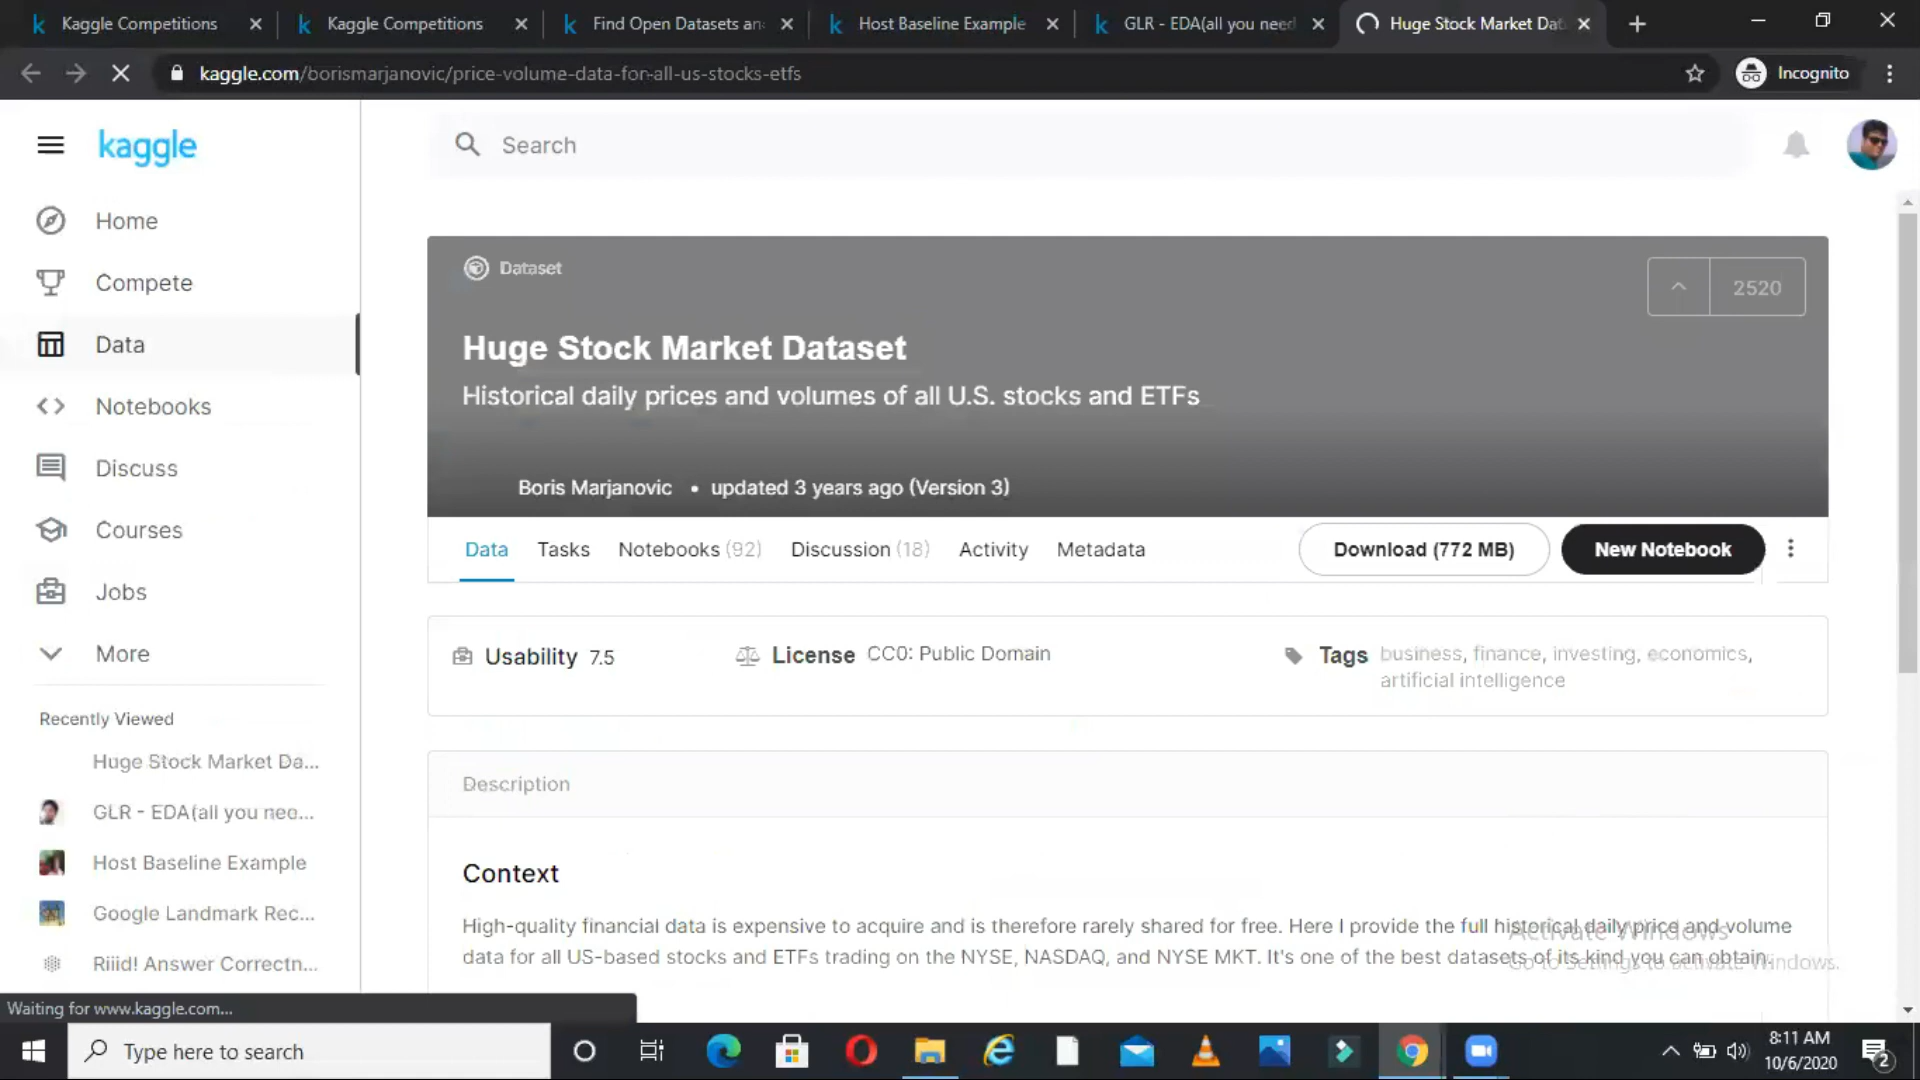 Kaggle Competitions
Kaggle Competitions
Find Open Datasets an
Host Baseline Example
GLR - EDA(all you need
Huge Stock Market Dat
kaggle.com/borismarjanovic/price-volume-data-for-all-us-stocks-etfs
Incognito
kaggle
Search
Home
Compete
Data
Notebooks
Discuss
Courses
Jobs
More
Recently Viewed
Huge Stock Market Da...
GLR - EDA(all you nee...
Host Baseline Example
Google Landmark Rec...
Riiid! Answer Correctn...
Dataset
2520
Huge Stock Market Dataset
Historical daily prices and volumes of all U.S. stocks and ETFs
Boris Marjanovic • updated 3 years ago (Version 3)
Data Tasks Notebooks (92) Discussion (18) Activity Metadata
Download (772 MB)
New Notebook
Usability 7.5
License CC0: Public Domain
Tags business, finance, investing, economics,
artificial intelligence
Description
Context
High-quality financial data is expensive to acquire and is therefore rarely shared for free. Here I provide the full historical daily price and volume
data for all US-based stocks and ETFs trading on the NYSE, NASDAQ, and NYSE MKT. It's one of the best datasets of its kind you can obtain.
Activate Windows
Go to Settings to activate Windows.
Waiting for www.kaggle.com...
Type here to search
8:11 AM
10/6/2020
2